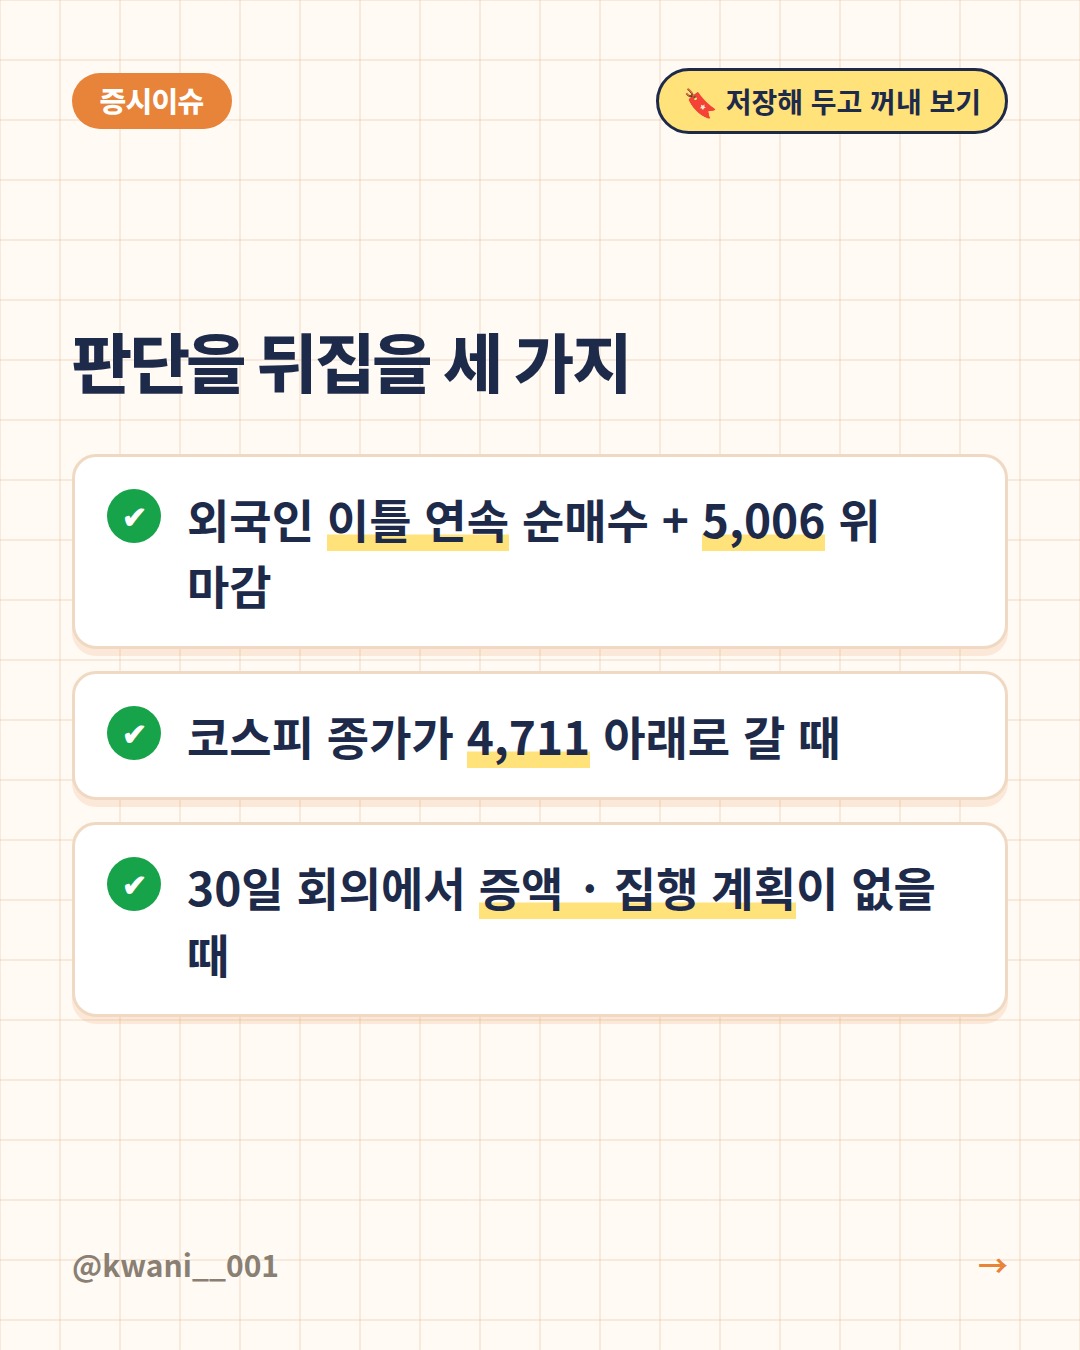 증시이슈
🔖 저장해 두고 꺼내 보기
판단을 뒤집을 세 가지
✔ 외국인 이틀 연속 순매수 + 5,006 위
마감
✔ 코스피 종가가 4,711 아래로 갈 때
✔ 30일 회의에서 증액 · 집행 계획이 없을
때
@kwani__001 →